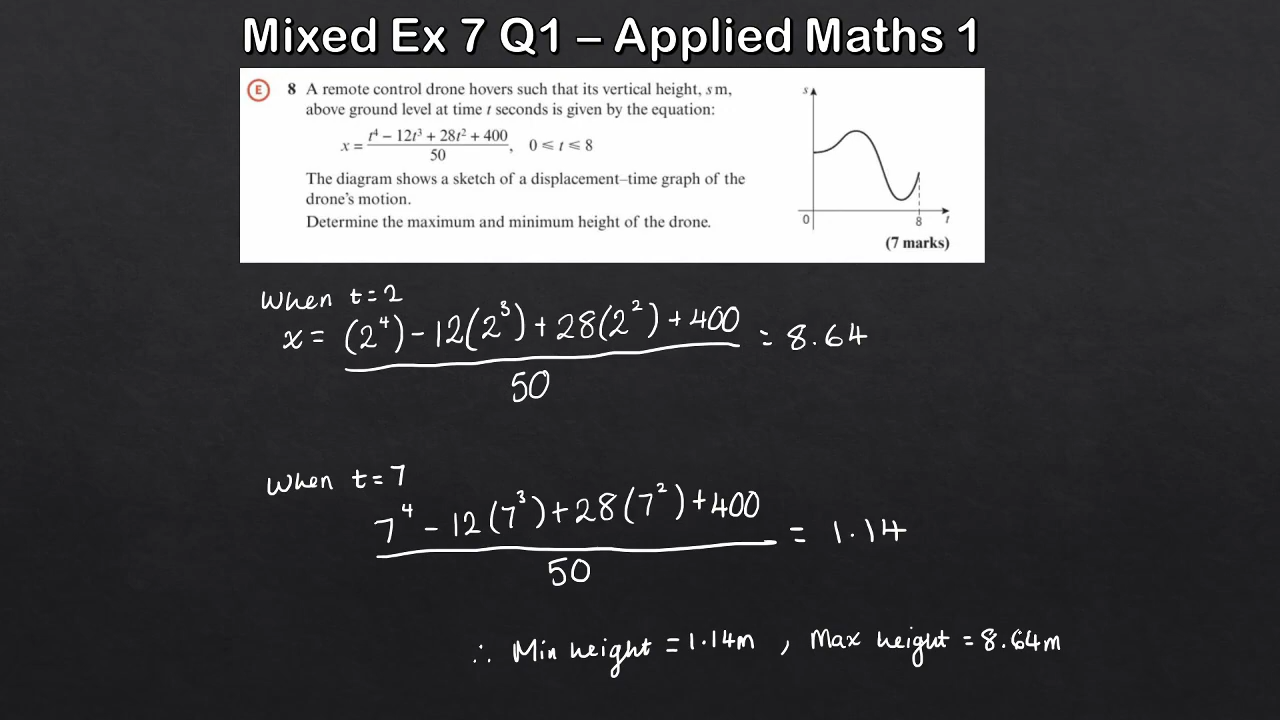 Mixed Ex 7 Q1 – Applied Maths 1
E 8 A remote control drone hovers such that its vertical height, s m,
above ground level at time t seconds is given by the equation:
x = (t⁴ − 12t³ + 28t² + 400)/50, 0 ⩽ t ⩽ 8
The diagram shows a sketch of a displacement–time graph of the
drone's motion.
Determine the maximum and minimum height of the drone.
s
0 8 t
(7 marks)
When t=2
x = ((2⁴) − 12(2³) + 28(2²) + 400)/50 = 8.64
When t=7
(7⁴ − 12(7³) + 28(7²) + 400)/50 = 1.14
∴ Min height = 1.14m , Max height = 8.64m